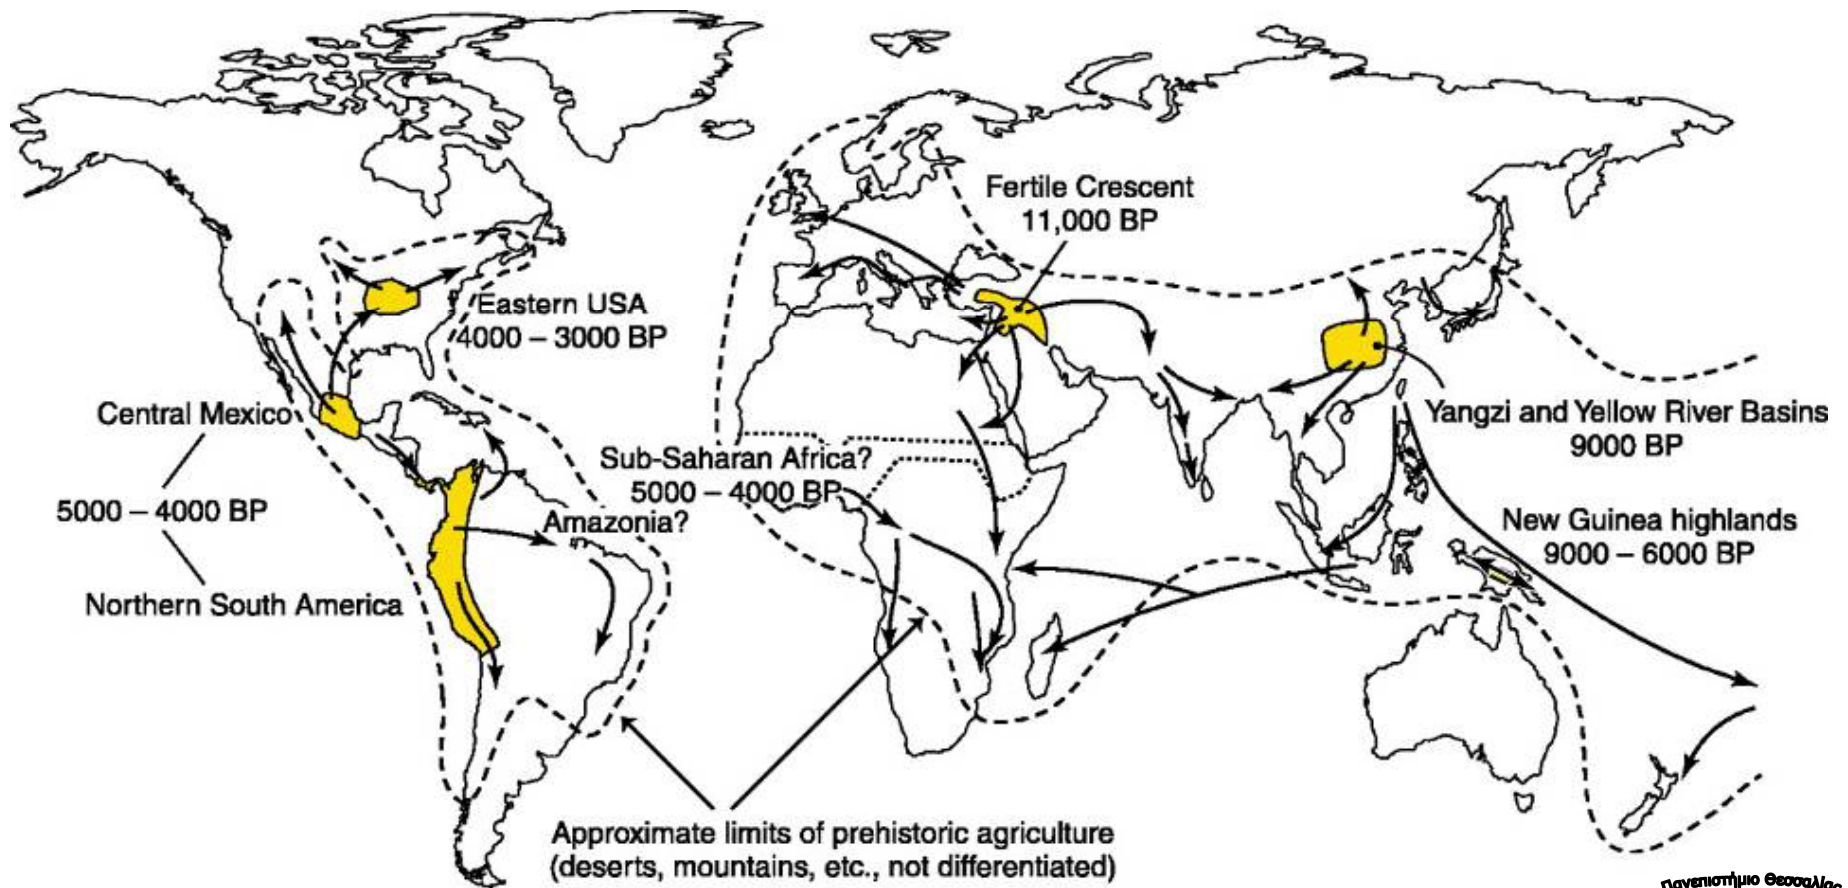 Fertile Crescent
11,000 BP
Eastern USA
4000 – 3000 BP
Central Mexico
5000 – 4000 BP
Northern South America
Sub-Saharan Africa?
5000 – 4000 BP
Amazonia?
Yangzi and Yellow River Basins
9000 BP
New Guinea highlands
9000 – 6000 BP
Approximate limits of prehistoric agriculture
(deserts, mountains, etc., not differentiated)
Πανεπιστήμιο Θεσσαλίας